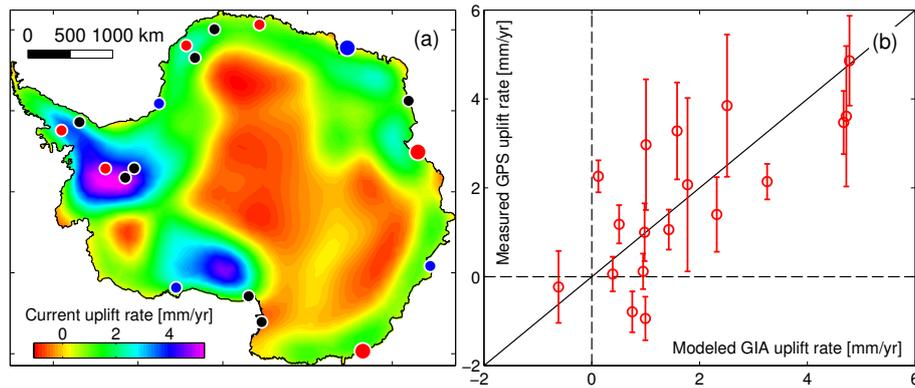 0 500 1000 km
(a)
Current uplift rate [mm/yr]
0 2 4
(b)
Measured GPS uplift rate [mm/yr]
6
4
2
0
−2
Modeled GIA uplift rate [mm/yr]
−2 0 2 4 6